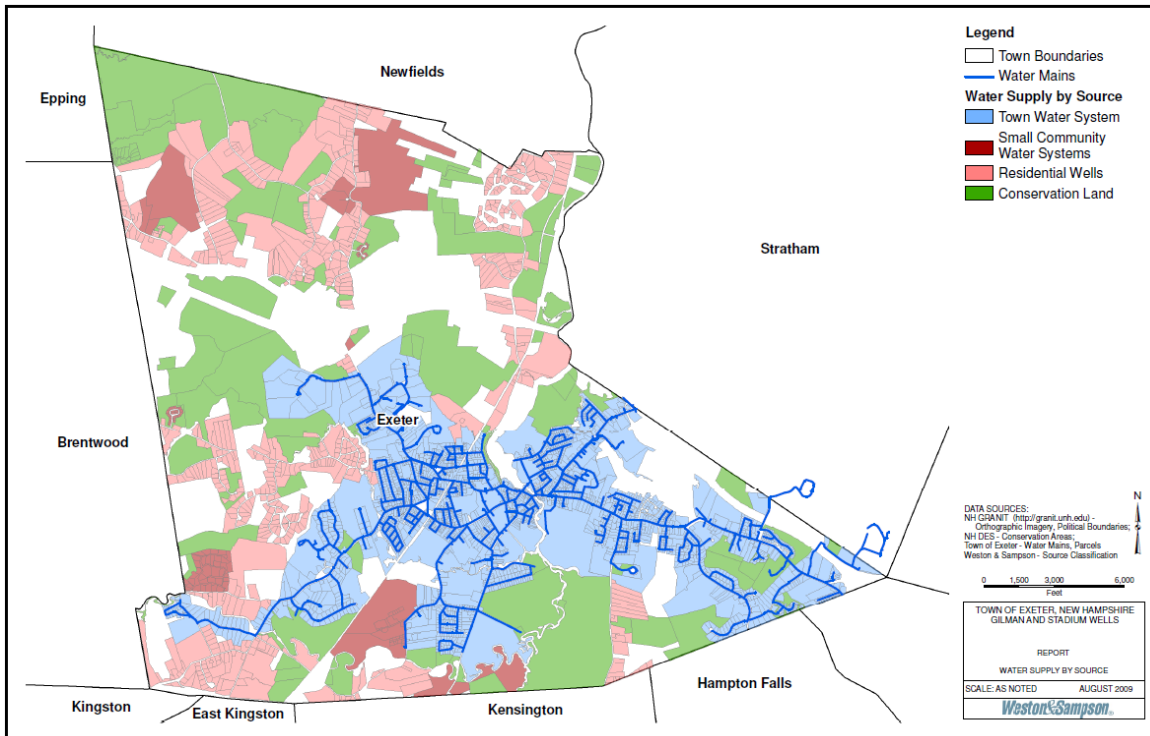 Newfields
Epping
Stratham
Exeter
Brentwood
Kingston
East Kingston
Kensington
Hampton Falls
Legend
Town Boundaries
Water Mains
Water Supply by Source
Town Water System
Small Community
Water Systems
Residential Wells
Conservation Land
N
DATA SOURCES:
NH GRANIT (http://granit.unh.edu) -
Orthographic Imagery, Political Boundaries;
NH DES - Conservation Areas;
Town of Exeter - Water Mains, Parcels
Weston & Sampson - Source Classification
0 1,500 3,000 6,000
Feet
TOWN OF EXETER, NEW HAMPSHIRE
GILMAN AND STADIUM WELLS
REPORT
WATER SUPPLY BY SOURCE
SCALE: AS NOTED AUGUST 2009
Weston&Sampson